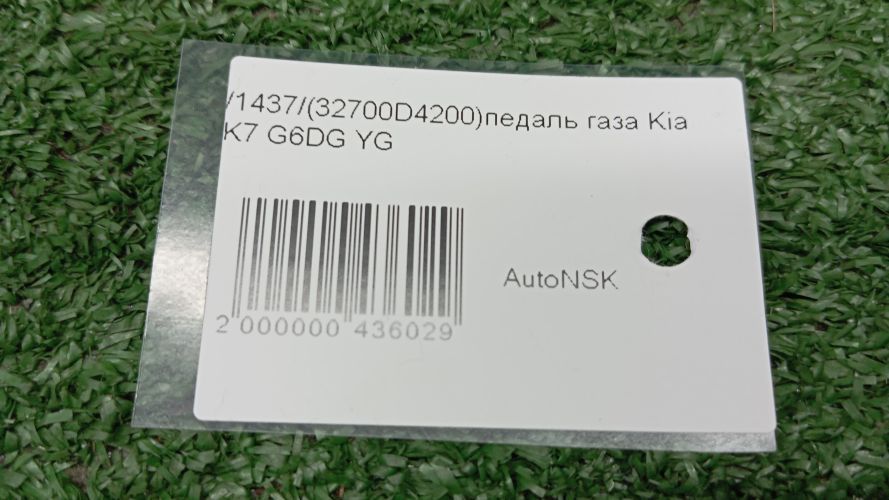 /1437/(32700D4200)педаль газа Kia
K7 G6DG YG
AutoNSK
2 000000 436029